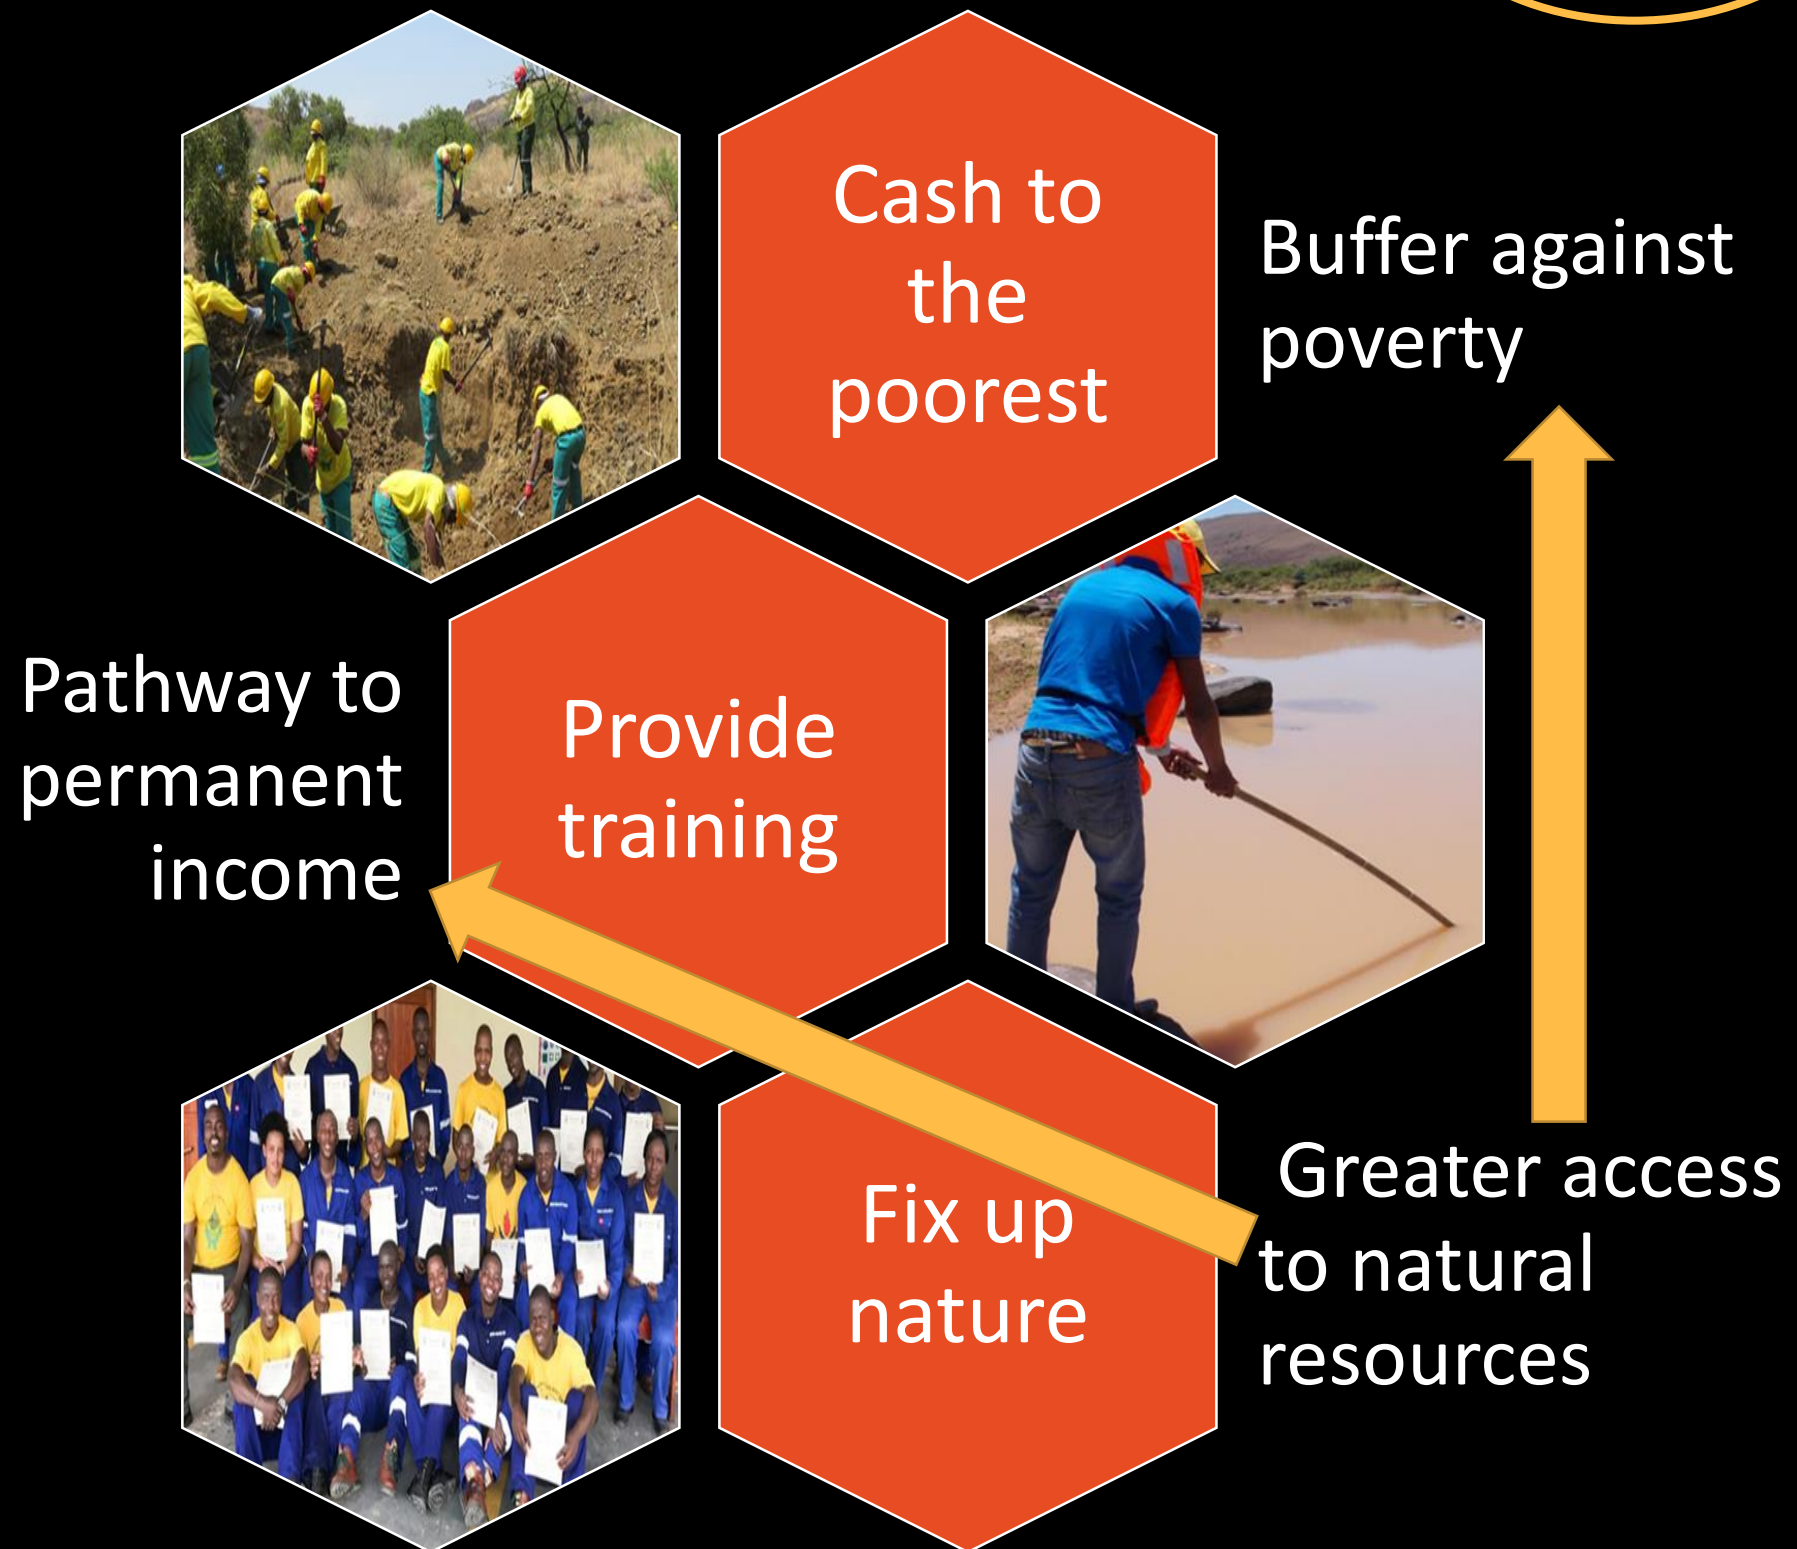 Cash to
the
poorest
Buffer against
poverty
Pathway to
permanent
income
Provide
training
Fix up
nature
Greater access
to natural
resources